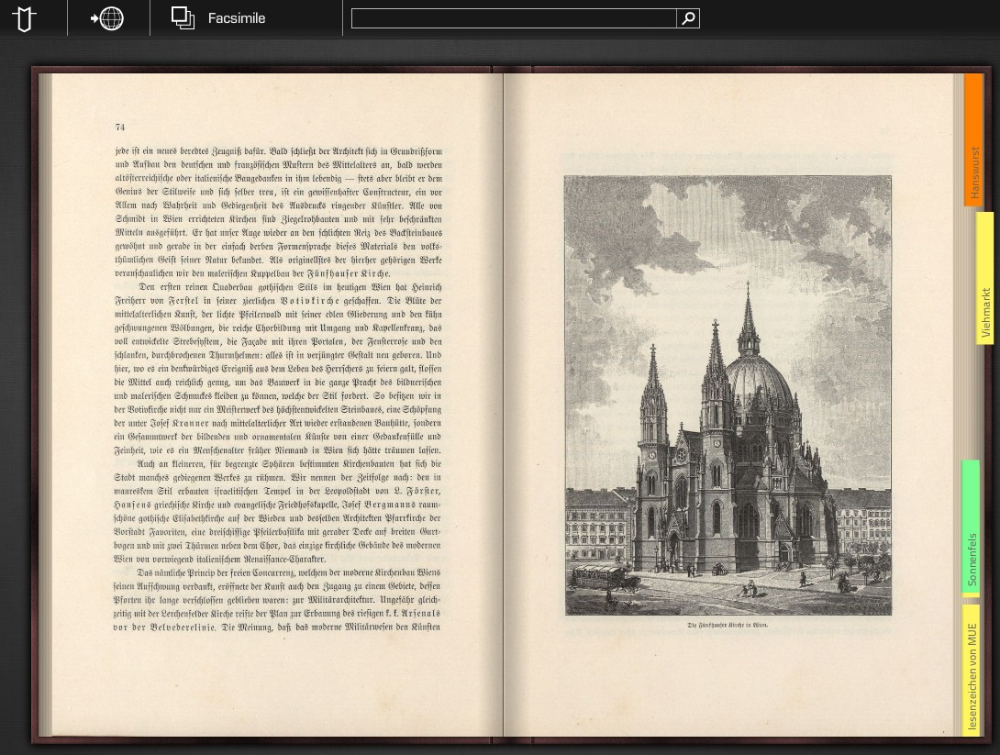 Facsimile
74
jede ist ein neues beredtes Zeugniß dafür. Bald schließt der Architekt sich in Grundrißform
und Aufbau den deutschen und französischen Mustern des Mittelalters an, bald werden
altösterreichische oder italienische Baugedanken in ihm lebendig — stets aber bleibt er dem
Genius der Stilweise und sich selber treu, ist ein gewissenhafter Constructeur, ein vor
Allem nach Wahrheit und Gediegenheit des Ausdrucks ringender Künstler. Alle von
Schmidt in Wien errichteten Kirchen sind Ziegelrohbauten und mit sehr beschränkten
Mitteln ausgeführt. Er hat unser Auge wieder an den schlichten Reiz des Backsteinbaues
gewöhnt und gerade in der einfach derben Formensprache dieses Materials den volks-
thümlichen Geist seiner Natur bekundet. Als originellstes der hierher gehörigen Werke
veranschaulichen wir den malerischen Kuppelbau der Fünfhauser Kirche.
Den ersten reinen Quaderbau gothischen Stils im heutigen Wien hat Heinrich
Freiherr von Ferstel in seiner zierlichen Votivkirche geschaffen. Die Blüte der
mittelalterlichen Kunst, der lichte Pfeilerwald mit seiner edlen Gliederung und den kühn
geschwungenen Wölbungen, die reiche Chorbildung mit Umgang und Kapellenkranz, das
voll entwickelte Strebesystem, die Façade mit ihren Portalen, der Fensterrose und den
schlanken, durchbrochenen Thurmhelmen: alles ist in verjüngter Gestalt neu geboren. Und
hier, wo es ein denkwürdiges Ereigniß aus dem Leben des Herrschers zu feiern galt, flossen
die Mittel auch reichlich genug, um das Bauwerk in die ganze Pracht des bildnerischen
und malerischen Schmuckes kleiden zu können, welche der Stil fordert. So besitzen wir in
der Votivkirche nicht nur ein Meisterwerk des höchstentwickelten Steinbaues, eine Schöpfung
der unter Josef Kranner nach mittelalterlicher Art wieder erstandenen Bauhütte, sondern
ein Gesammtwerk der bildenden und ornamentalen Künste von einer Gedankenfülle und
Feinheit, wie es ein Menschenalter früher Niemand in Wien sich hätte träumen lassen.
Auch an kleineren, für begrenzte Sphären bestimmten Kirchenbauten hat sich die
Stadt manches gediegenen Werkes zu rühmen. Wir nennen der Zeitfolge nach: den in
maureskem Stil erbauten israelitischen Tempel in der Leopoldstadt von L. Förster,
Hansens griechische Kirche und evangelische Friedhofskapelle, Josef Bergmanns raum-
schöne gothische Elisabethkirche auf der Wieden und desselben Architekten Pfarrkirche der
Vorstadt Favoriten, eine dreischiffige Pfeilerbasilika mit gerader Decke auf breiten Gurt-
bogen und mit zwei Thürmen neben dem Chor, das einzige kirchliche Gebäude des modernen
Wien von vorwiegend italienischem Renaissance-Charakter.
Das nämliche Princip der freien Concurrenz, welchem der moderne Kirchenbau Wiens
seinen Aufschwung verdankt, eröffnete der Kunst auch den Zugang zu einem Gebiete, dessen
Pforten ihr lange verschlossen geblieben waren: zur Militärarchitektur. Ungefähr gleich-
zeitig mit der Lerchenfelder Kirche reifte der Plan zur Erbauung des riesigen k. k. Arsenals
vor der Belvederelinie. Die Meinung, daß das moderne Militärwesen den Künsten
Die Fünfhauser Kirche in Wien.
Hanswurst
Viehmarkt
Sonnenfels
lesenzeichen von MUE